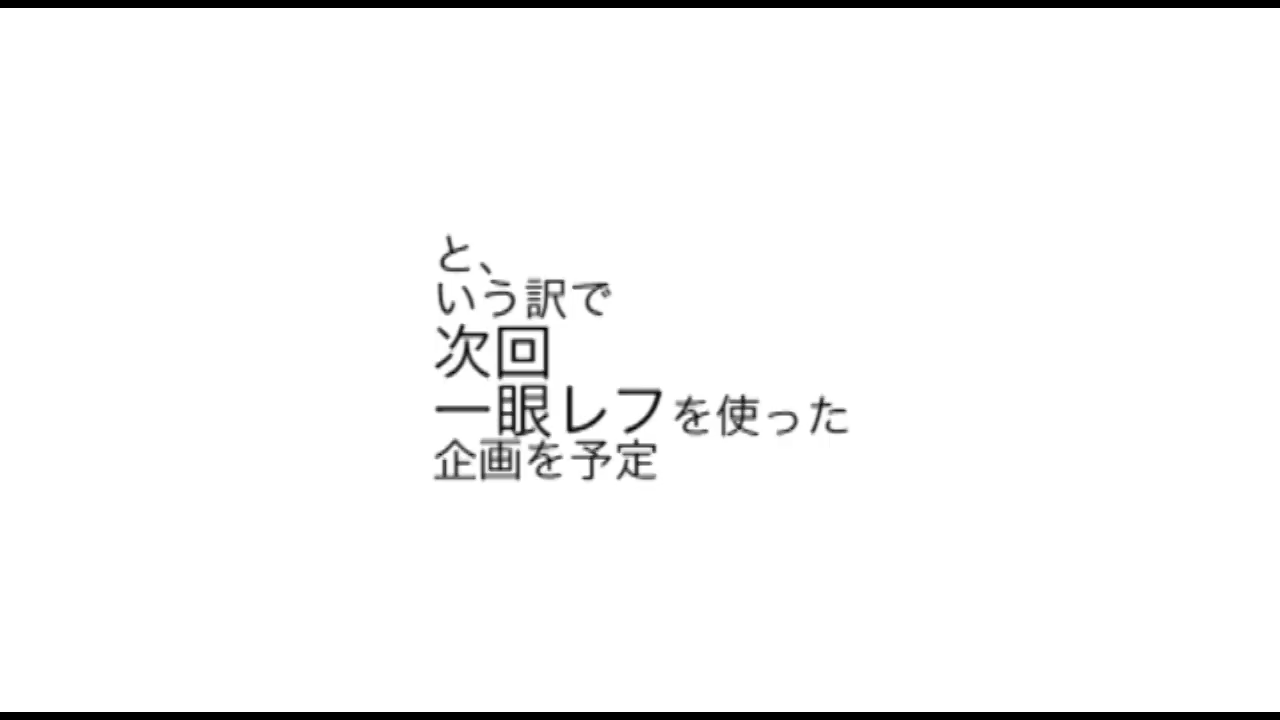 と、
いう訳で
次回
一眼レフを使った
企画を予定